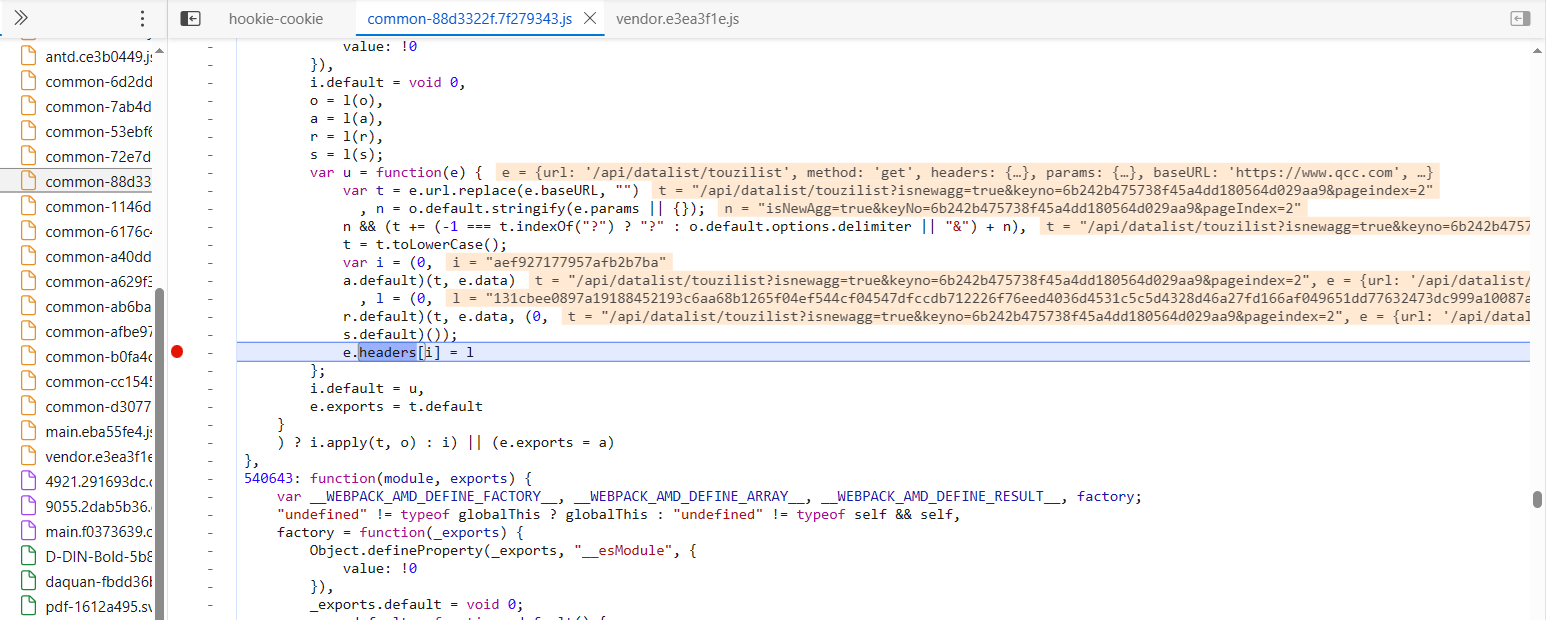 hookie-cookie
common-88d3322f.7f279343.js
vendor.e3ea3f1e.js
antd.ce3b0449.js
common-6d2dd
common-7ab4d
common-53ebf6
common-72e7d
common-88d33
common-1146d
common-6176c
common-a40dd
common-a629f3
common-ab6ba
common-afbe97
common-b0fa4c
common-cc1545
common-d3077
main.eba55fe4.js
vendor.e3ea3f1e
4921.291693dc.c
9055.2dab5b36.
main.f0373639.c
D-DIN-Bold-5b8
daquan-fbdd36b
pdf-1612a495.sv
value: !0
}),
i.default = void 0,
o = l(o),
a = l(a),
r = l(r),
s = l(s);
var u = function(e) { e = {url: '/api/datalist/touzilist', method: 'get', headers: {…}, params: {…}, baseURL: 'https://www.qcc.com', …}
var t = e.url.replace(e.baseURL, "") t = "/api/datalist/touzilist?isnewagg=true&keyno=6b242b475738f45a4dd180564d029aa9&pageindex=2"
, n = o.default.stringify(e.params || {}); n = "isNewAgg=true&keyNo=6b242b475738f45a4dd180564d029aa9&pageIndex=2"
n && (t += (-1 === t.indexOf("?") ? "?" : o.default.options.delimiter || "&") + n), t = "/api/datalist/touzilist?isnewagg=true&keyno=6b242b4757
t = t.toLowerCase();
var i = (0, i = "aef927177957afb2b7ba"
a.default)(t, e.data) t = "/api/datalist/touzilist?isnewagg=true&keyno=6b242b475738f45a4dd180564d029aa9&pageindex=2", e = {url: '/api/datalist/
, l = (0, l = "131cbee0897a19188452193c6aa68b1265f04ef544cf04547dfccdb712226f76eed4036d4531c5c5d4328d46a27fd166af049651dd77632473dc999a10087a
r.default)(t, e.data, (0, t = "/api/datalist/touzilist?isnewagg=true&keyno=6b242b475738f45a4dd180564d029aa9&pageindex=2", e = {url: '/api/datal
s.default)());
e.headers[i] = l
};
i.default = u,
e.exports = t.default
}
) ? i.apply(t, o) : i) || (e.exports = a)
},
540643: function(module, exports) {
var __WEBPACK_AMD_DEFINE_FACTORY__, __WEBPACK_AMD_DEFINE_ARRAY__, __WEBPACK_AMD_DEFINE_RESULT__, factory;
"undefined" != typeof globalThis ? globalThis : "undefined" != typeof self && self,
factory = function(_exports) {
Object.defineProperty(_exports, "__esModule", {
value: !0
}),
_exports.default = void 0;